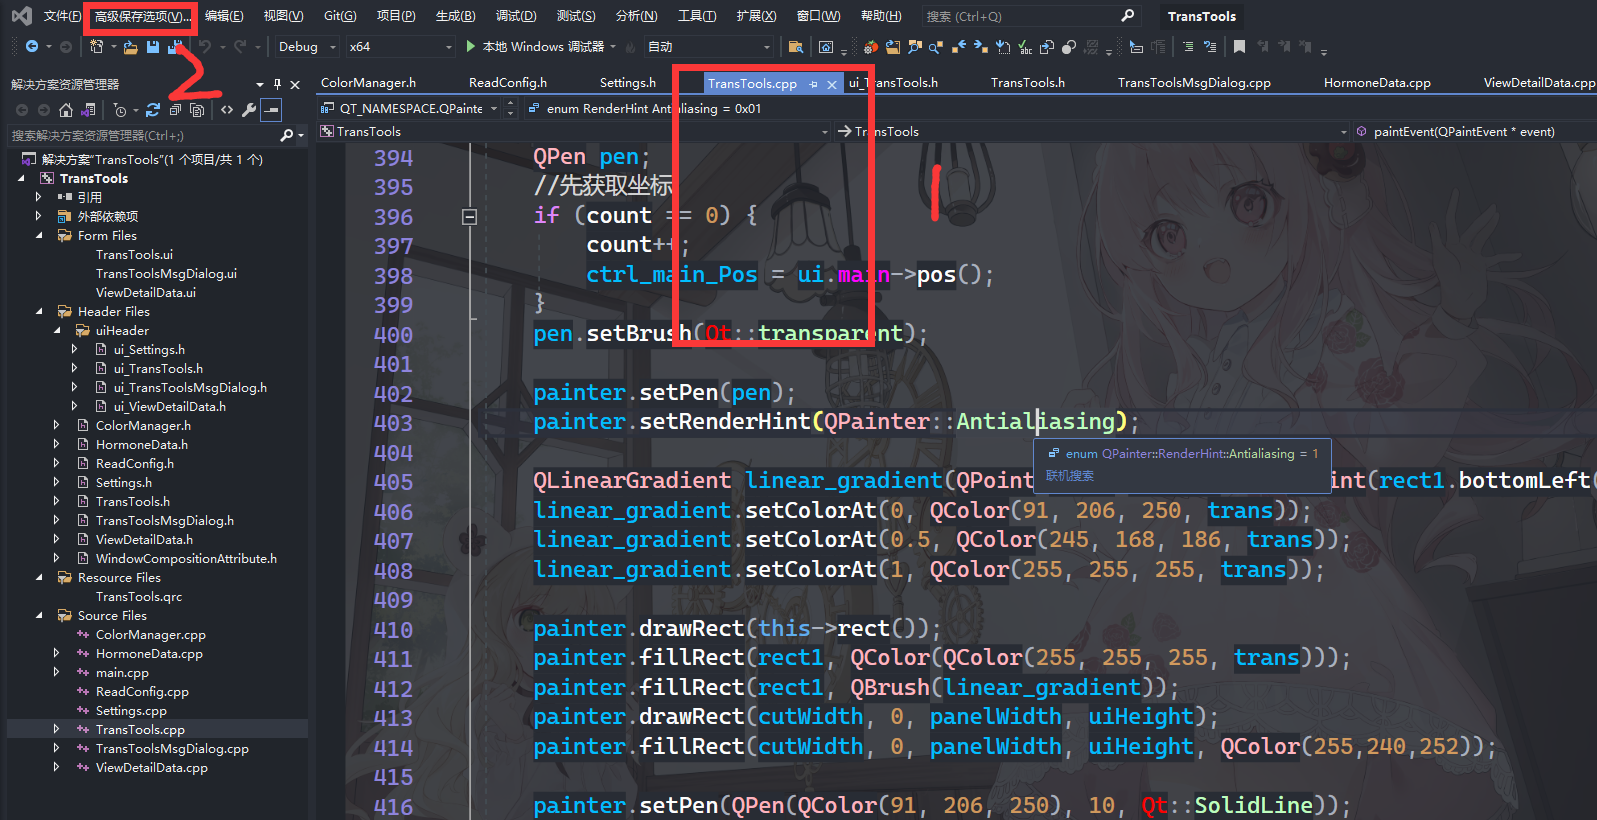 文件(F) 高级保存选项(V)... 编辑(E) 视图(V) Git(G) 项目(P) 生成(B) 调试(D) 测试(S) 分析(N) 工具(T) 扩展(X) 窗口(W) 帮助(H) 搜索 (Ctrl+Q) TransTools
Debug x64 本地 Windows 调试器 自动
2
解决方案资源管理器
搜索解决方案资源管理器(Ctrl+;)
解决方案"TransTools"(1 个项目/共 1 个)
TransTools
引用
外部依赖项
Form Files
TransTools.ui
TransToolsMsgDialog.ui
ViewDetailData.ui
Header Files
uiHeader
ui_Settings.h
ui_TransTools.h
ui_TransToolsMsgDialog.h
ui_ViewDetailData.h
ColorManager.h
HormoneData.h
ReadConfig.h
Settings.h
TransTools.h
TransToolsMsgDialog.h
ViewDetailData.h
WindowCompositionAttribute.h
Resource Files
TransTools.qrc
Source Files
ColorManager.cpp
HormoneData.cpp
main.cpp
ReadConfig.cpp
Settings.cpp
TransTools.cpp
TransToolsMsgDialog.cpp
ViewDetailData.cpp
ColorManager.h ReadConfig.h Settings.h TransTools.cpp ui_TransTools.h TransTools.h TransToolsMsgDialog.cpp HormoneData.cpp ViewDetailData.cpp
QT_NAMESPACE.QPainte enum RenderHint Antialiasing = 0x01
TransTools TransTools paintEvent(QPaintEvent * event)
1
394 QPen pen;
395 //先获取坐标
396 if (count == 0) {
397 count++;
398 ctrl_main_Pos = ui.main->pos();
399 }
400 pen.setBrush(Qt::transparent);
401
402 painter.setPen(pen);
403 painter.setRenderHint(QPainter::Antialiasing);
404
enum QPainter::RenderHint::Antialiasing = 1
联机搜索
405 QLinearGradient linear_gradient(QPoint int(rect1.bottomLeft(
406 linear_gradient.setColorAt(0, QColor(91, 206, 250, trans));
407 linear_gradient.setColorAt(0.5, QColor(245, 168, 186, trans));
408 linear_gradient.setColorAt(1, QColor(255, 255, 255, trans));
409
410 painter.drawRect(this->rect());
411 painter.fillRect(rect1, QColor(QColor(255, 255, 255, trans)));
412 painter.fillRect(rect1, QBrush(linear_gradient));
413 painter.drawRect(cutWidth, 0, panelWidth, uiHeight);
414 painter.fillRect(cutWidth, 0, panelWidth, uiHeight, QColor(255,240,252));
415
416 painter.setPen(QPen(QColor(91, 206, 250), 10, Qt::SolidLine));